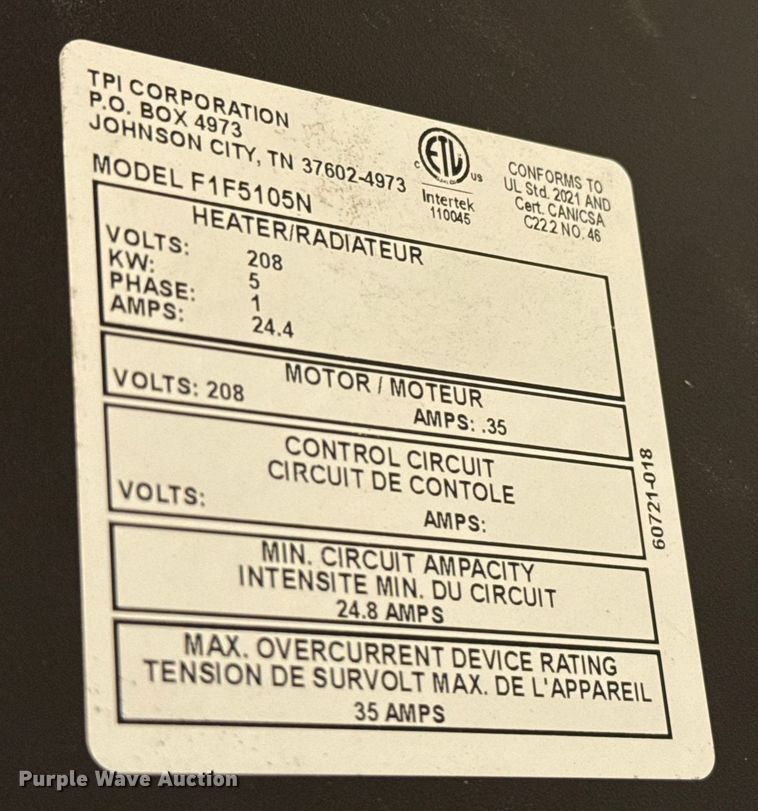 TPI CORPORATION
P.O. BOX 4973
JOHNSON CITY, TN 37602-4973
MODEL F1F5105N
C ETL US
Intertek
110045
CONFORMS TO
UL Std. 2021 AND
Cert. CAN/CSA
C22.2 NO. 46
HEATER/RADIATEUR
VOLTS: 208
KW: 5
PHASE: 1
AMPS: 24.4
MOTOR / MOTEUR
VOLTS: 208 AMPS: .35
CONTROL CIRCUIT
CIRCUIT DE CONTOLE
VOLTS: AMPS:
MIN. CIRCUIT AMPACITY
INTENSITE MIN. DU CIRCUIT
24.8 AMPS
MAX. OVERCURRENT DEVICE RATING
TENSION DE SURVOLT MAX. DE L'APPAREIL
35 AMPS
60721-018
Purple Wave Auction